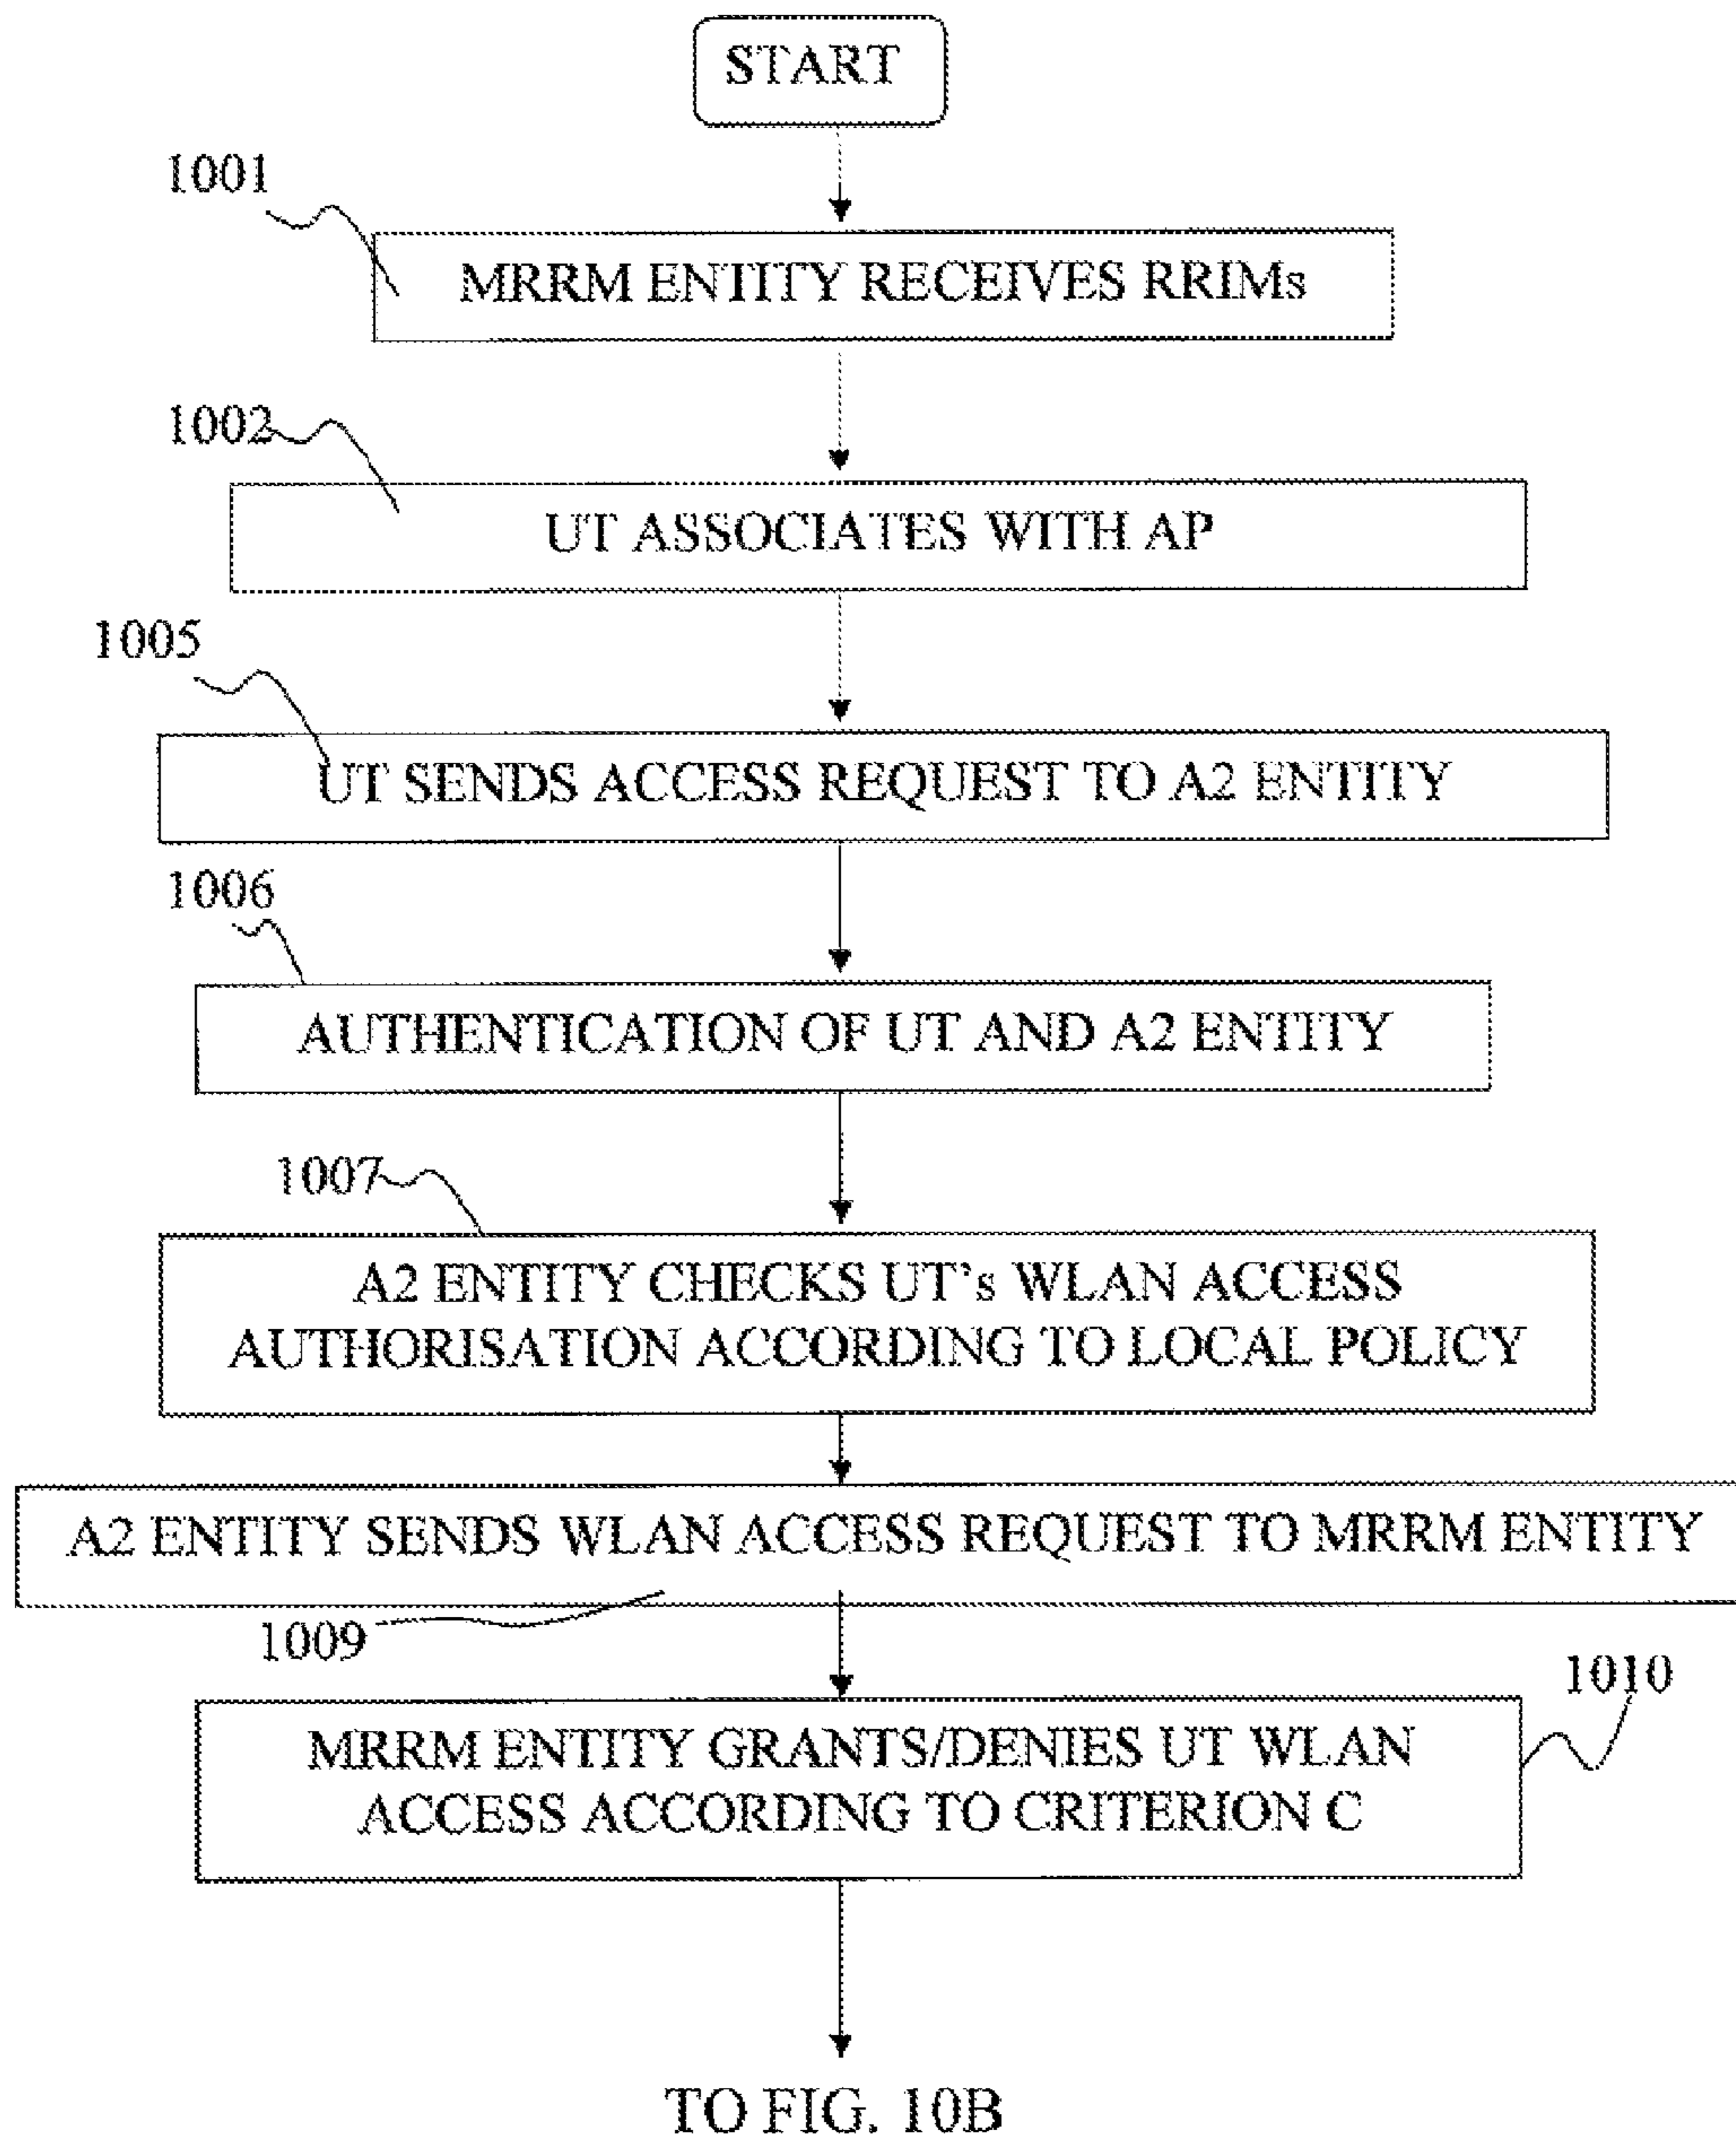 START
1001
MRRM ENTITY RECEIVES RRIMs
1002
UT ASSOCIATES WITH AP
1005
UT SENDS ACCESS REQUEST TO A2 ENTITY
1006
AUTHENTICATION OF UT AND A2 ENTITY
1007
A2 ENTITY CHECKS UT's WLAN ACCESS
AUTHORISATION ACCORDING TO LOCAL POLICY
A2 ENTITY SENDS WLAN ACCESS REQUEST TO MRRM ENTITY
1009
1010
MRRM ENTITY GRANTS/DENIES UT WLAN
ACCESS ACCORDING TO CRITERION C
TO FIG. 10B